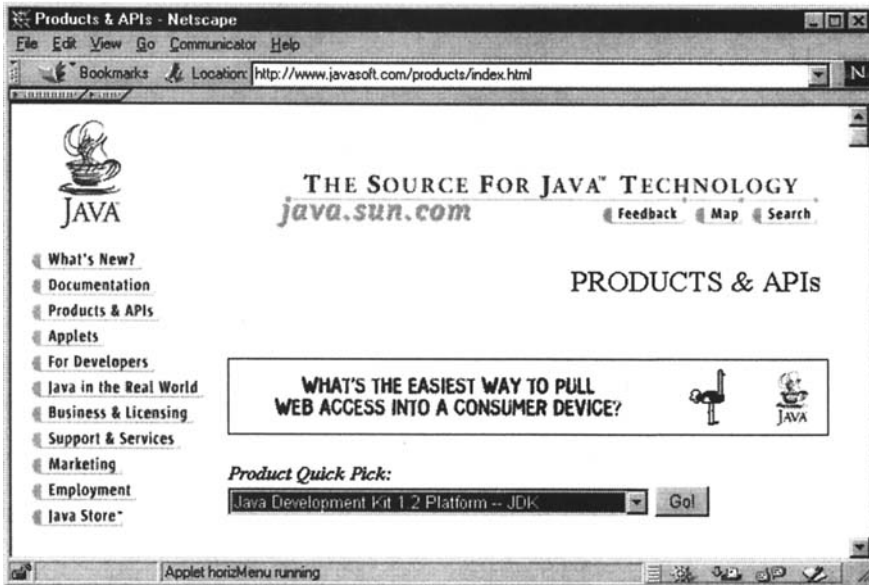 Products & APIs - Netscape
File Edit View Go Communicator Help
Bookmarks Location: http://www.javasoft.com/products/index.html N
JAVA
THE SOURCE FOR JAVA™ TECHNOLOGY
java.sun.com
Feedback Map Search
What's New?
Documentation
Products & APIs
Applets
For Developers
Java in the Real World
Business & Licensing
Support & Services
Marketing
Employment
Java Store™
PRODUCTS & APIs
WHAT'S THE EASIEST WAY TO PULL
WEB ACCESS INTO A CONSUMER DEVICE?
JAVA
Product Quick Pick:
Java Development Kit 1.2 Platform -- JDK
Go!
Applet horizMenu running